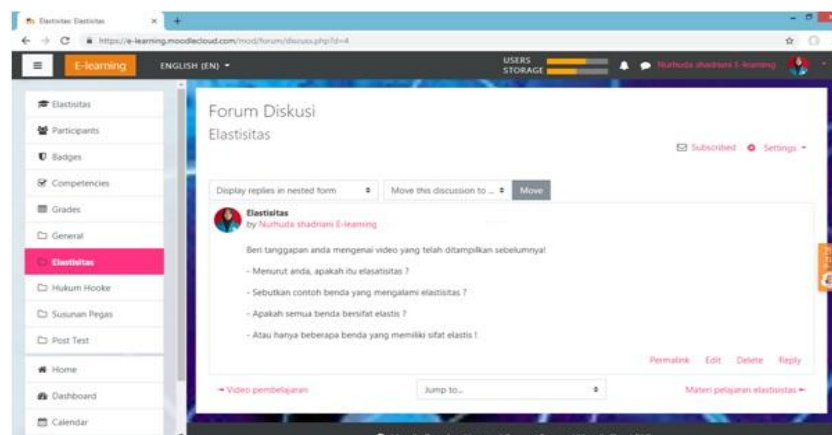 Elastisitas: Elastisitas
https://e-learning.moodlecloud.com/mod/forum/discuss.php?d=4
E-learning
ENGLISH (EN)
USERS
STORAGE
Nurhuda shadriani E-learning
Elastisitas
Participants
Badges
Competencies
Grades
General
Elastisitas
Hukum Hooke
Susunan Pegas
Post Test
Home
Dashboard
Calendar
Forum Diskusi
Elastisitas
Subscribed
Settings
Display replies in nested form
Move this discussion to ...
Move
Elastisitas
by Nurhuda shadriani E-learning
Beri tanggapan anda mengenai video yang telah ditampilkan sebelumnya!
- Menurut anda, apakah itu elasatisitas ?
- Sebutkan contoh benda yang mengalami elastisitas ?
- Apakah semua benda bersifat elastis ?
- Atau hanya beberapa benda yang memiliki sifat elastis !
Permalink Edit Delete Reply
Video pembelajaran
Jump to...
Materi pelajaran elastisistas